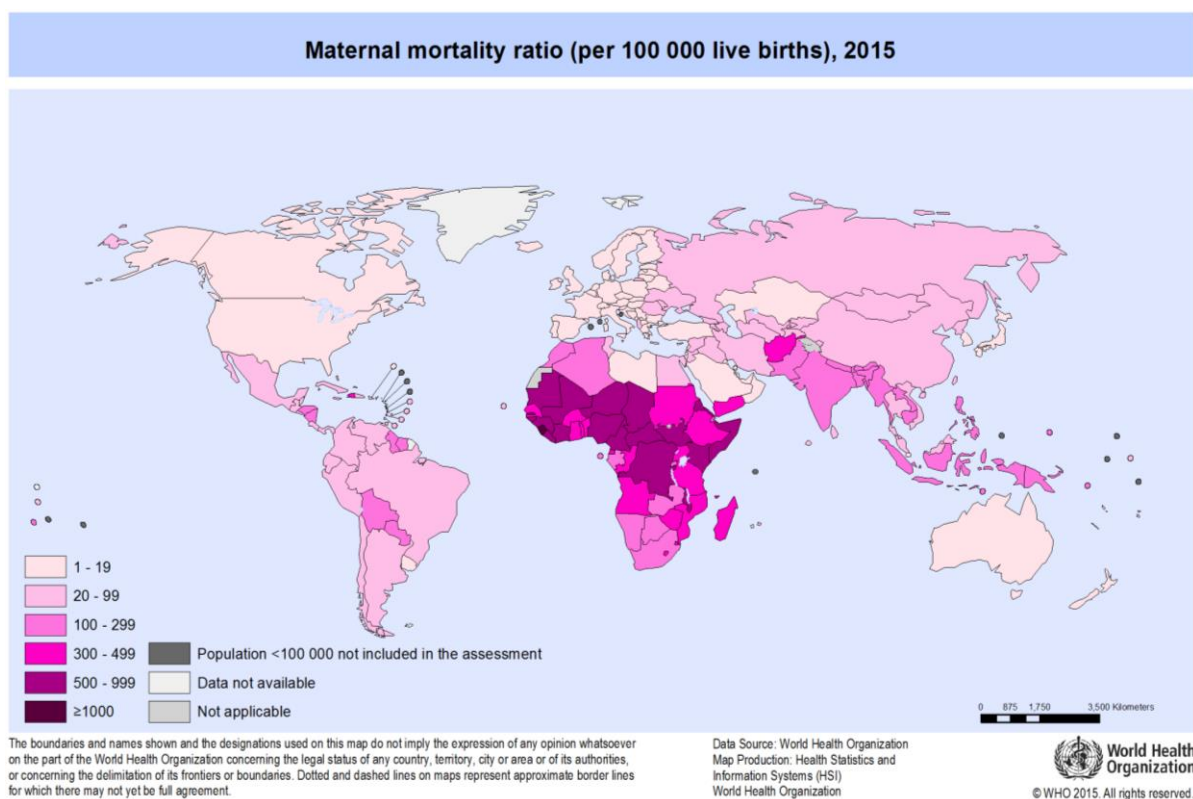 Maternal mortality ratio (per 100 000 live births), 2015
1 - 19
20 - 99
100 - 299
300 - 499
500 - 999
≥1000
Population <100 000 not included in the assessment
Data not available
Not applicable
0 875 1,750 3,500 Kilometers
The boundaries and names shown and the designations used on this map do not imply the expression of any opinion whatsoever
on the part of the World Health Organization concerning the legal status of any country, territory, city or area or of its authorities,
or concerning the delimitation of its frontiers or boundaries. Dotted and dashed lines on maps represent approximate border lines
for which there may not yet be full agreement.
Data Source: World Health Organization
Map Production: Health Statistics and
Information Systems (HSI)
World Health Organization
World Health
Organization
© WHO 2015. All rights reserved.